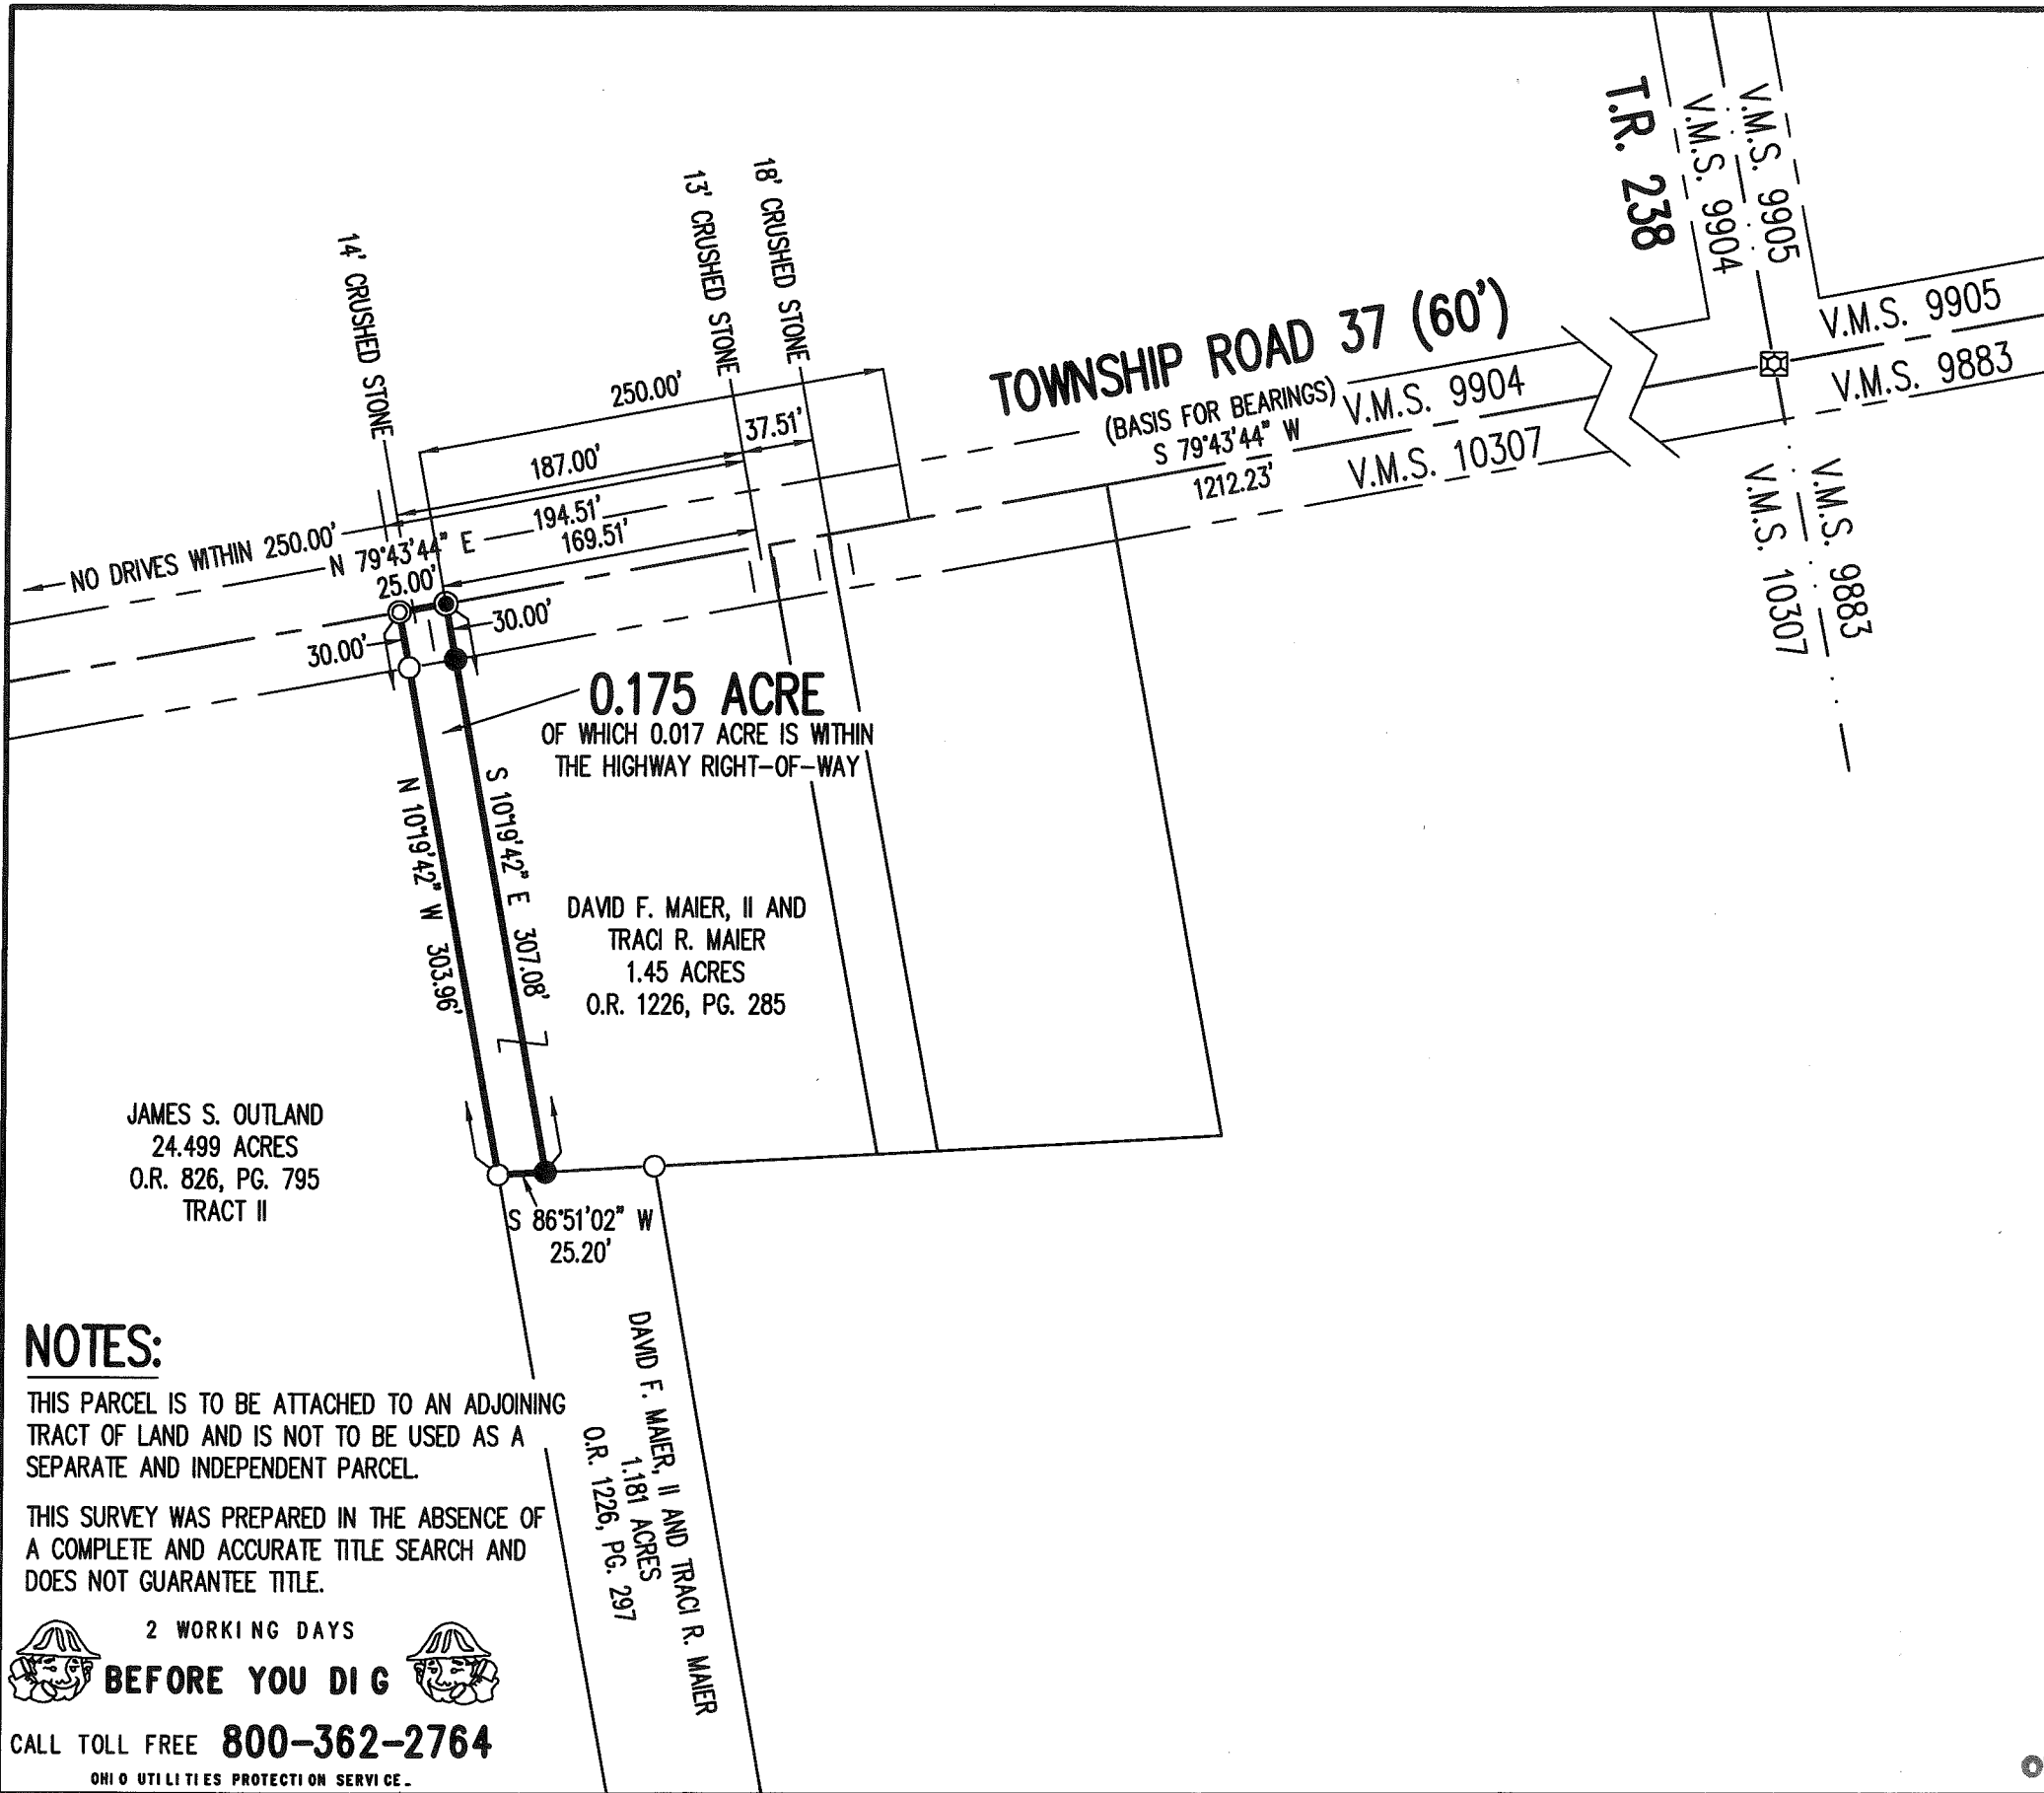 T.R. 238
V.M.S. 9904
V.M.S. 9905
V.M.S. 9905
V.M.S. 9883
18' CRUSHED STONE
13' CRUSHED STONE
14' CRUSHED STONE
TOWNSHIP ROAD 37 (60')
(BASIS FOR BEARINGS)
S 79°43'44" W
1212.23'
V.M.S. 9904
V.M.S. 10307
V.M.S. 10307
V.M.S. 9883
250.00'
37.51'
187.00'
194.51'
169.51'
NO DRIVES WITHIN 250.00'
N 79°43'44" E
25.00'
30.00'
30.00'
0.175 ACRE
OF WHICH 0.017 ACRE IS WITHIN
THE HIGHWAY RIGHT-OF-WAY
N 10°19'42" W 303.96'
S 10°19'42" E 307.08'
DAVID F. MAIER, II AND
TRACI R. MAIER
1.45 ACRES
O.R. 1226, PG. 285
JAMES S. OUTLAND
24.499 ACRES
O.R. 826, PG. 795
TRACT II
S 86°51'02" W
25.20'
DAVID F. MAIER, II AND TRACI R. MAIER
1.181 ACRES
O.R. 1226, PG. 297
NOTES:
THIS PARCEL IS TO BE ATTACHED TO AN ADJOINING
TRACT OF LAND AND IS NOT TO BE USED AS A
SEPARATE AND INDEPENDENT PARCEL.
THIS SURVEY WAS PREPARED IN THE ABSENCE OF
A COMPLETE AND ACCURATE TITLE SEARCH AND
DOES NOT GUARANTEE TITLE.
2 WORKING DAYS
BEFORE YOU DIG
CALL TOLL FREE 800-362-2764
OHIO UTILITIES PROTECTION SERVICE.